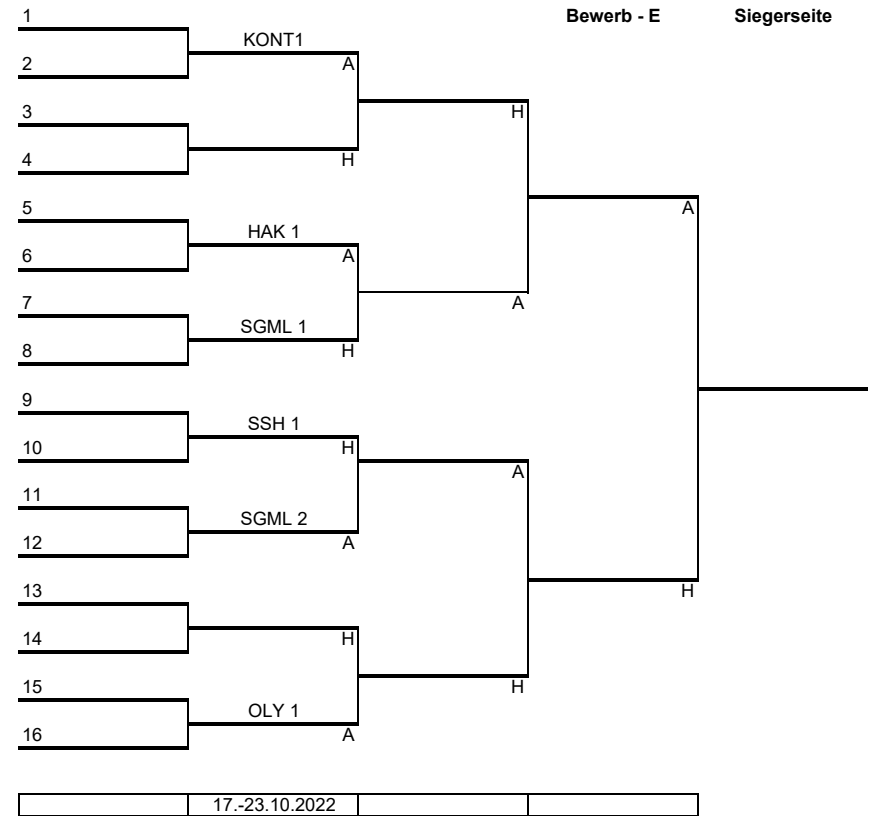 1 Bewerb - E Siegerseite
KONT1
2 A
3 H
4 H
5 A
HAK 1
6 A
7 A
SGML 1
8 H
9
SSH 1
10 H
A
11
SGML 2
12 A
13 H
14 H
15 H
OLY 1
16 A
17.-23.10.2022